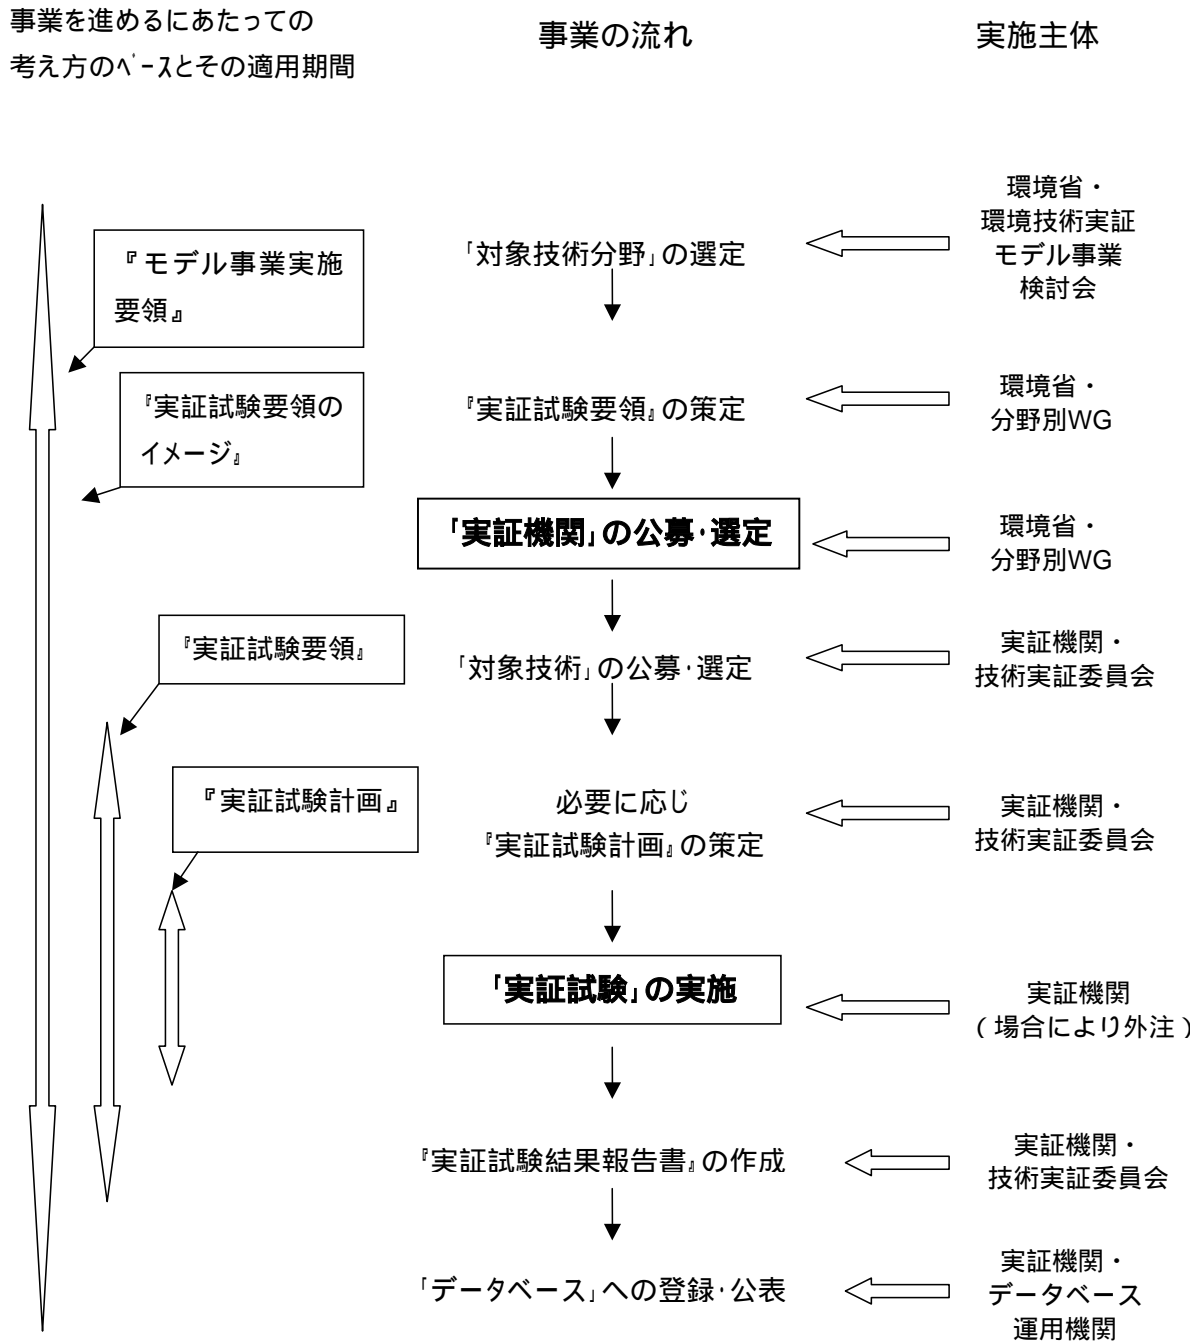 事業を進めるにあたっての
考え方のベースとその適用期間
事業の流れ
実施主体
『モデル事業実施
要領』
『実証試験要領の
イメージ』
『実証試験要領』
『実証試験計画』
「対象技術分野」の選定
環境省・
環境技術実証
モデル事業
検討会
『実証試験要領』の策定
環境省・
分野別WG
「実証機関」の公募・選定
環境省・
分野別WG
「対象技術」の公募・選定
実証機関・
技術実証委員会
必要に応じ
『実証試験計画』の策定
実証機関・
技術実証委員会
「実証試験」の実施
実証機関
(場合により外注)
『実証試験結果報告書』の作成
実証機関・
技術実証委員会
「データベース」への登録・公表
実証機関・
データベース
運用機関